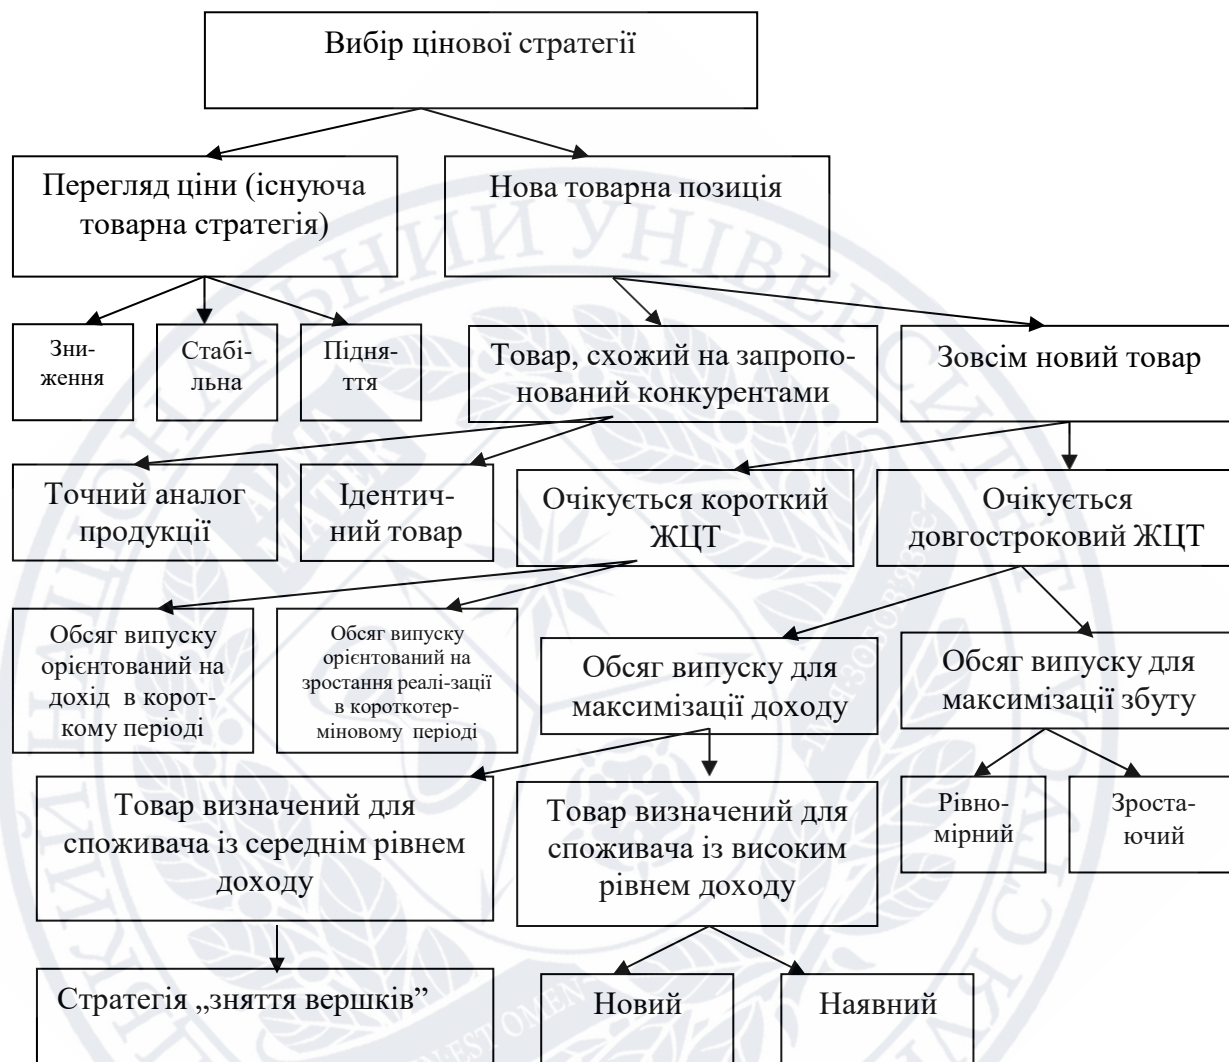 Вибір цінової стратегії
Перегляд ціни (існуюча
товарна стратегія)
Нова товарна позиція
Зни-
ження
Стабі-
льна
Підня-
ття
Товар, схожий на запропо-
нований конкурентами
Зовсім новий товар
Точний аналог
продукції
Ідентич-
ний товар
Очікується короткий
ЖЦТ
Очікується
довгостроковий ЖЦТ
Обсяг випуску
орієнтований на
дохід в корот-
кому періоді
Обсяг випуску
орієнтований на
зростання реалі-зації
в короткотер-
міновому періоді
Обсяг випуску для
максимізації доходу
Обсяг випуску для
максимізації збуту
Товар визначений для
споживача із середнім рівнем
доходу
Товар визначений для
споживача із високим
рівнем доходу
Рівно-
мірний
Зроста-
ючий
Стратегія „зняття вершків”
Новий
Наявний